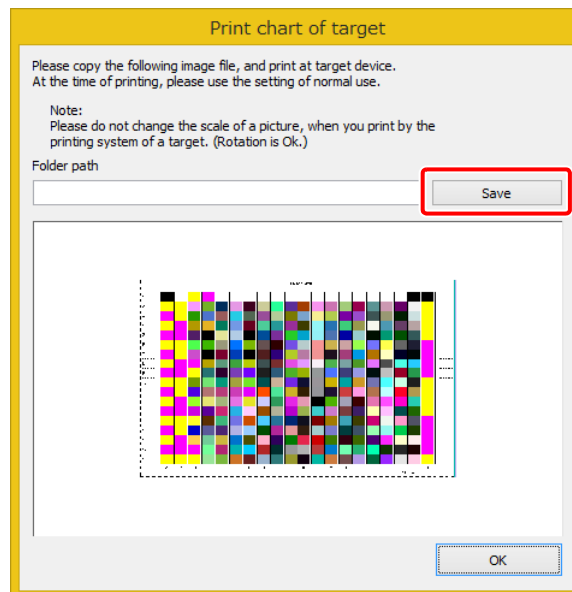 Print chart of target
Please copy the following image file, and print at target device.
At the time of printing, please use the setting of normal use.
Note:
Please do not change the scale of a picture, when you print by the
printing system of a target. (Rotation is Ok.)
Folder path
Save
OK